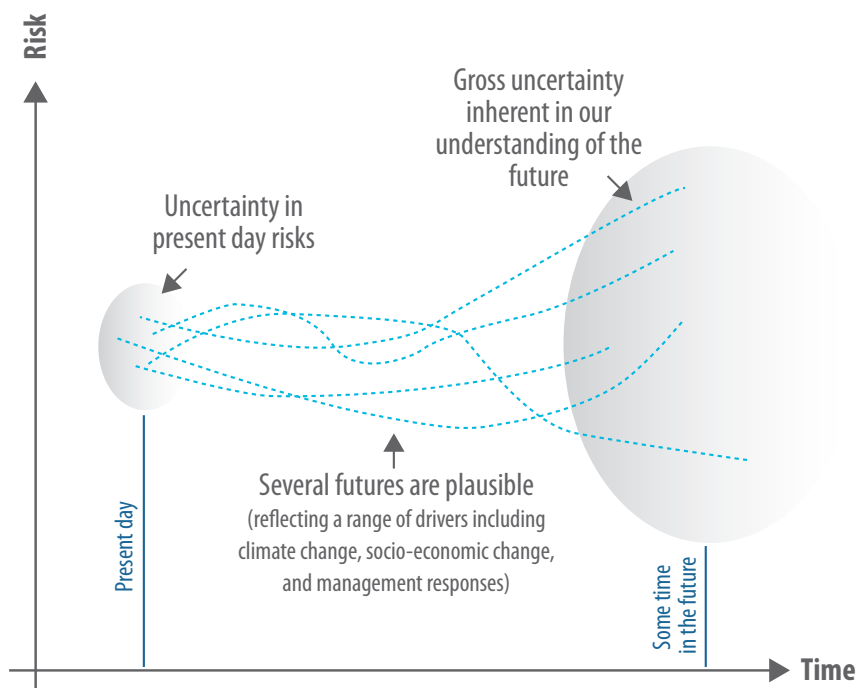 Risk
Gross uncertainty
inherent in our
understanding of the
future
Uncertainty in
present day risks
Several futures are plausible
(reflecting a range of drivers including
climate change, socio-economic change,
and management responses)
Present day
Some time
in the future
Time